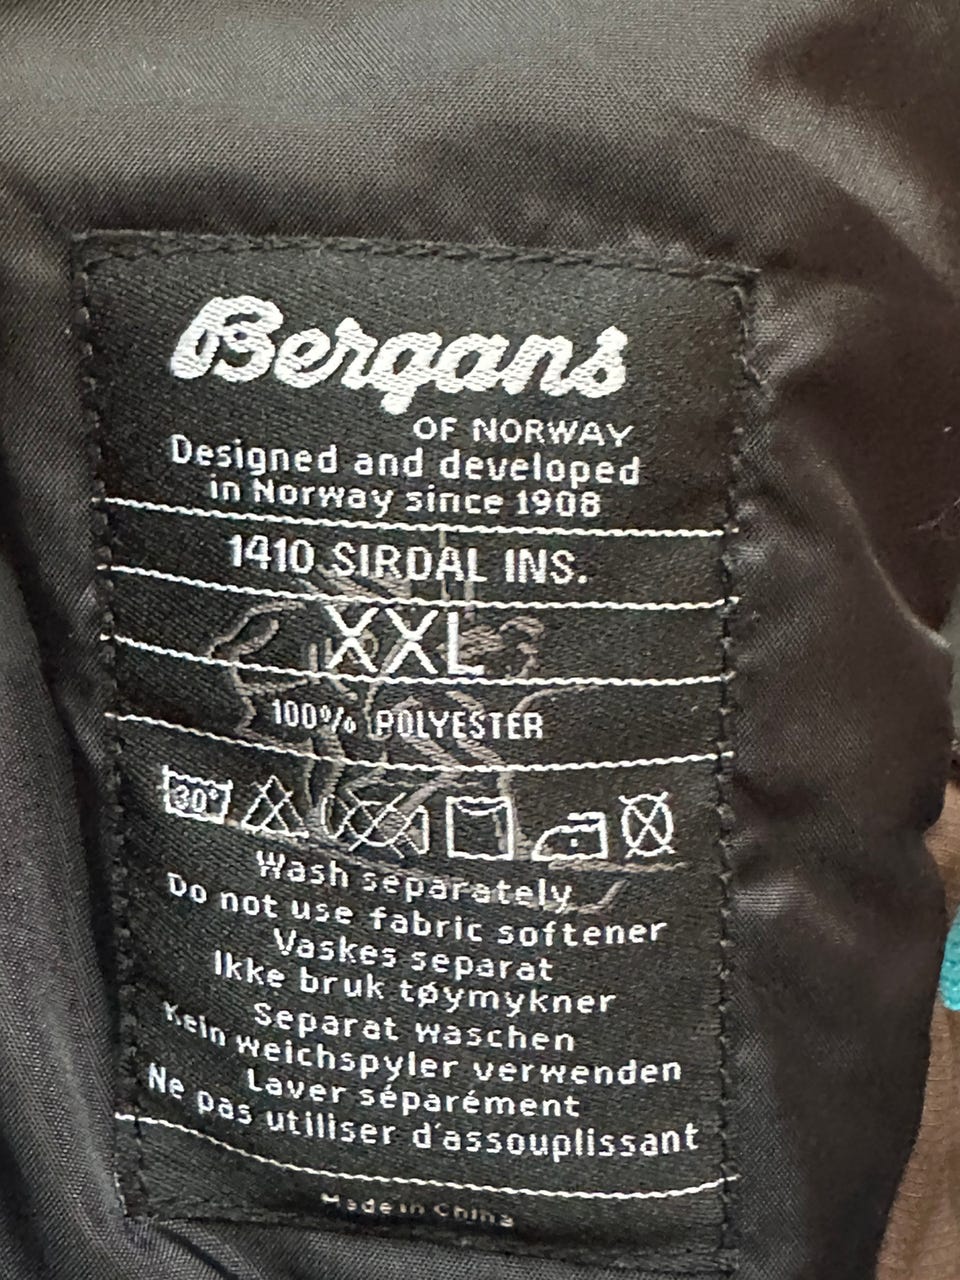 Bergans
OF NORWAY
Designed and developed
in Norway since 1908
1410 SIRDAL INS.
XXL
100% POLYESTER
30°
Wash separately
Do not use fabric softener
Vaskes separat
Ikke bruk tøymykner
Separat waschen
Kein weichspyler verwenden
Laver séparément
Ne pas utiliser d'assouplissant
Made in China